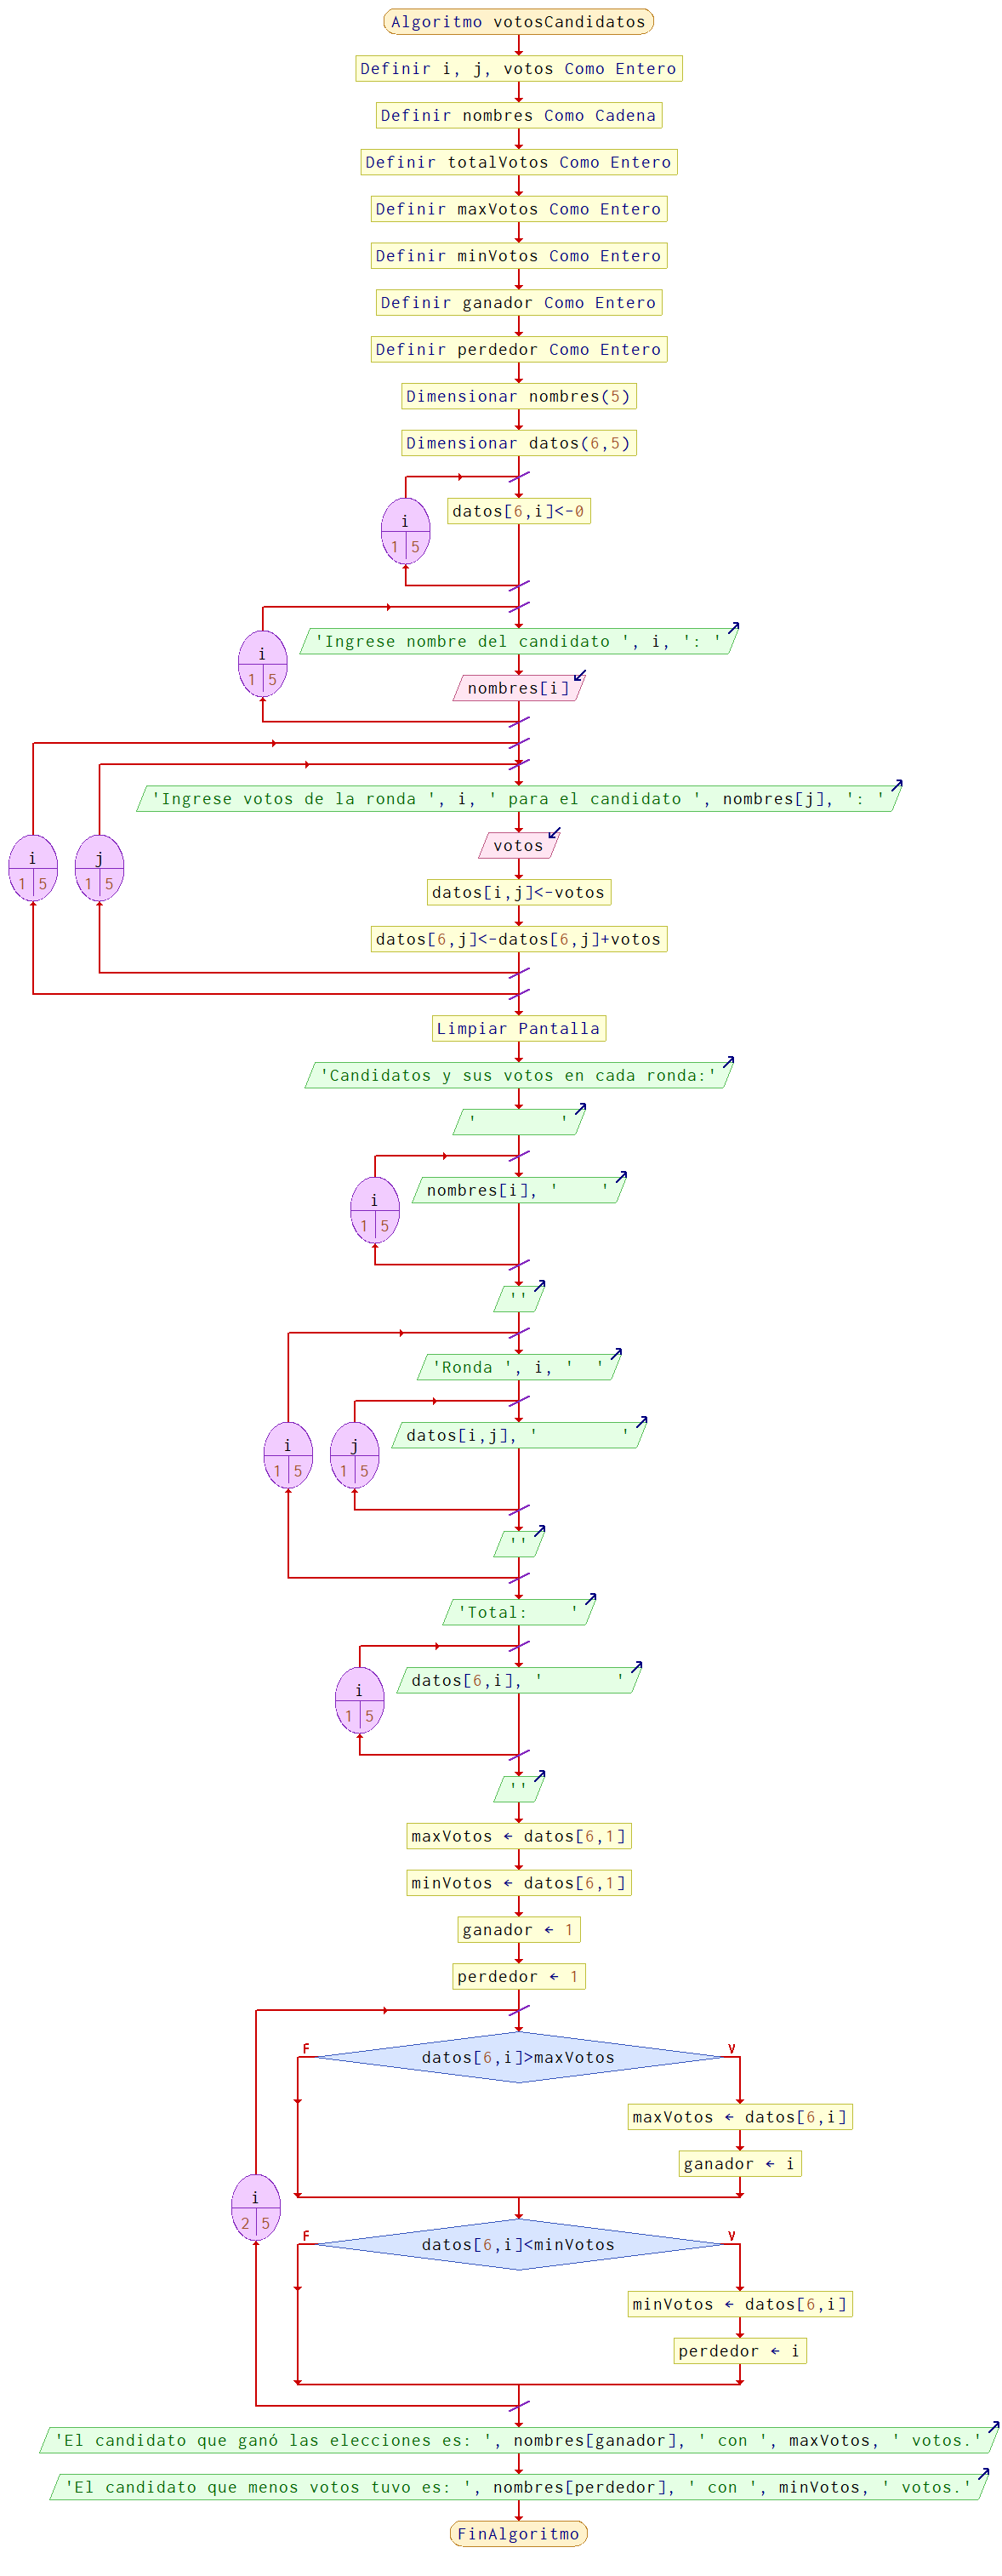 Algoritmo votosCandidatos
Definir i, j, votos Como Entero
Definir nombres Como Cadena
Definir totalVotos Como Entero
Definir maxVotos Como Entero
Definir minVotos Como Entero
Definir ganador Como Entero
Definir perdedor Como Entero
Dimensionar nombres(5)
Dimensionar datos(6,5)
i
1 5
datos[6,i]<-0
i
1 5
'Ingrese nombre del candidato ', i, ': '
nombres[i]
i
1 5
j
1 5
'Ingrese votos de la ronda ', i, ' para el candidato ', nombres[j], ': '
votos
datos[i,j]<-votos
datos[6,j]<-datos[6,j]+votos
Limpiar Pantalla
'Candidatos y sus votos en cada ronda:'
'        '
i
1 5
nombres[i], '    '
''
i
1 5
'Ronda ', i, '  '
j
1 5
datos[i,j], '        '
''
'Total:    '
i
1 5
datos[6,i], '       '
''
maxVotos ← datos[6,1]
minVotos ← datos[6,1]
ganador ← 1
perdedor ← 1
i
2 5
F datos[6,i]>maxVotos V
maxVotos ← datos[6,i]
ganador ← i
F datos[6,i]<minVotos V
minVotos ← datos[6,i]
perdedor ← i
'El candidato que ganó las elecciones es: ', nombres[ganador], ' con ', maxVotos, ' votos.'
'El candidato que menos votos tuvo es: ', nombres[perdedor], ' con ', minVotos, ' votos.'
FinAlgoritmo